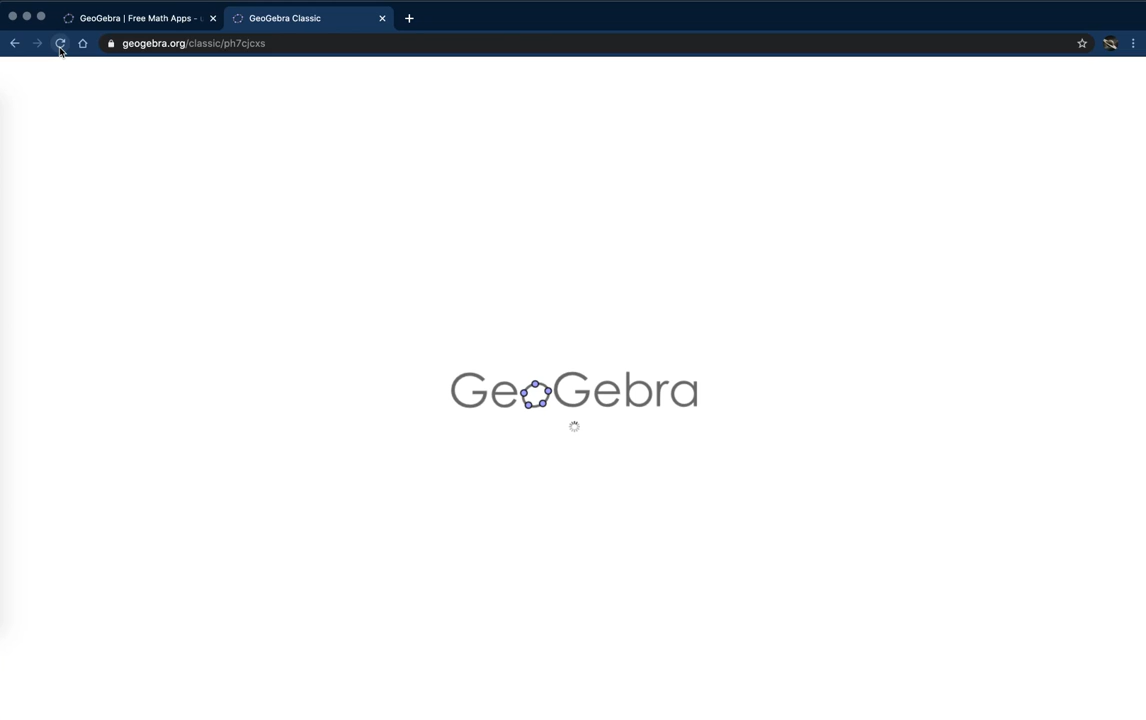 GeoGebra | Free Math Apps -
GeoGebra Classic
geogebra.org/classic/ph7cjcxs
GeoGebra